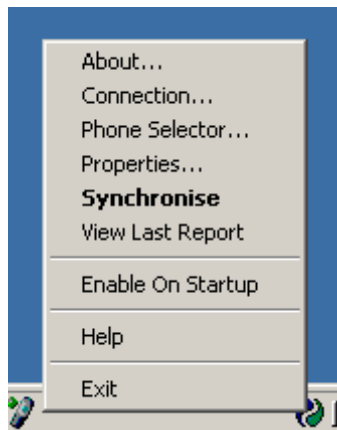 About...
Connection...
Phone Selector...
Properties...
Synchronise
View Last Report
Enable On Startup
Help
Exit